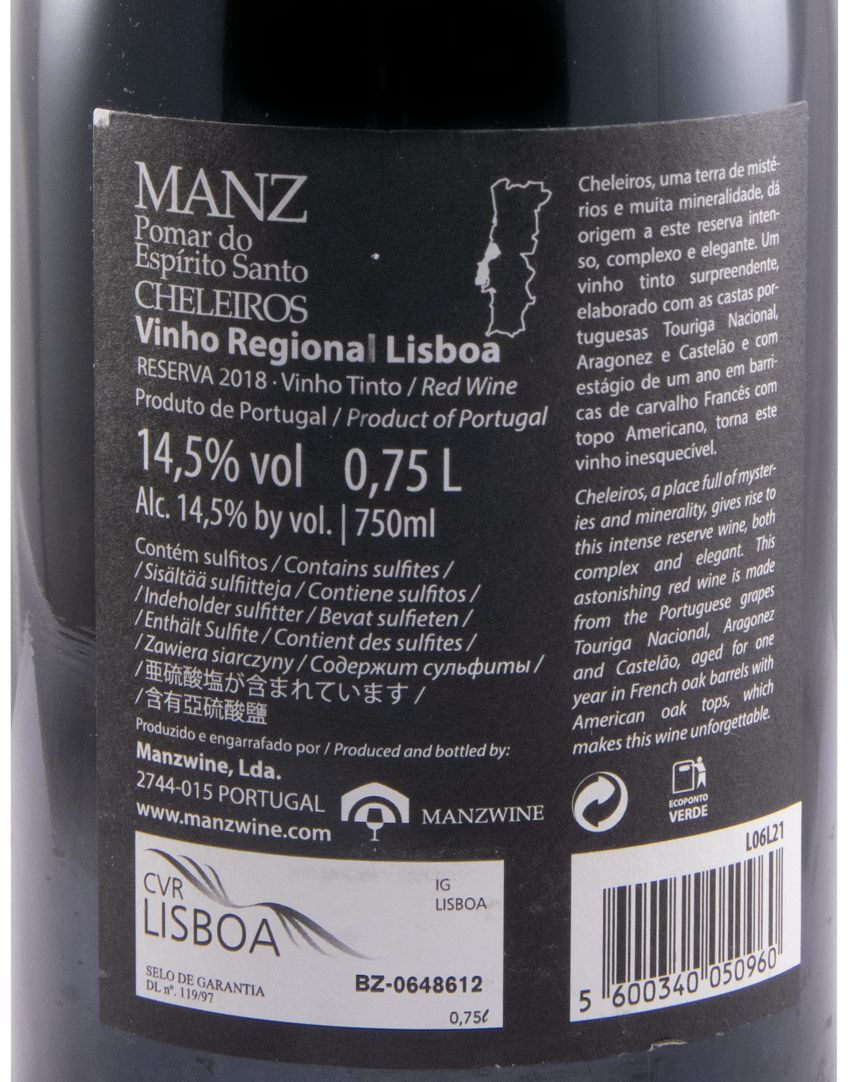 MANZ
Pomar do
Espírito Santo
CHELEIROS
Vinho Regional Lisboa
RESERVA 2018 · Vinho Tinto / Red Wine
Produto de Portugal / Product of Portugal
14,5% vol 0,75 L
Alc. 14,5% by vol. | 750ml
Contém sulfitos / Contains sulfites /
/ Sisältää sulfiitteja / Contiene sulfitos /
/ Indeholder sulfitter / Bevat sulfieten /
/ Enthält Sulfite / Contient des sulfites /
/ Zawiera siarczyny / Содержит сульфиты /
/ 亜硫酸塩が含まれています /
/ 含有亞硫酸鹽
Produzido e engarrafado por / Produced and bottled by:
Manzwine, Lda.
2744-015 PORTUGAL
www.manzwine.com
MANZWINE
CVR
LISBOA
IG
LISBOA
SELO DE GARANTIA
DL nº. 119/97
BZ-0648612
0,75ℓ
Cheleiros, uma terra de misté-
rios e muita mineralidade, dá
origem a este reserva inten-
so, complexo e elegante. Um
vinho tinto surpreendente,
elaborado com as castas por-
tuguesas Touriga Nacional,
Aragonez e Castelão e com
estágio de um ano em barri-
cas de carvalho Francês com
topo Americano, torna este
vinho inesquecível.
Cheleiros, a place full of myster-
ies and minerality, gives rise to
this intense reserve wine, both
complex and elegant. This
astonishing red wine is made
from the Portuguese grapes
Touriga Nacional, Aragonez
and Castelão, aged for one
year in French oak barrels with
American oak tops, which
makes this wine unforgettable.
ECOPONTO
VERDE
L06L21
5 600340 050960